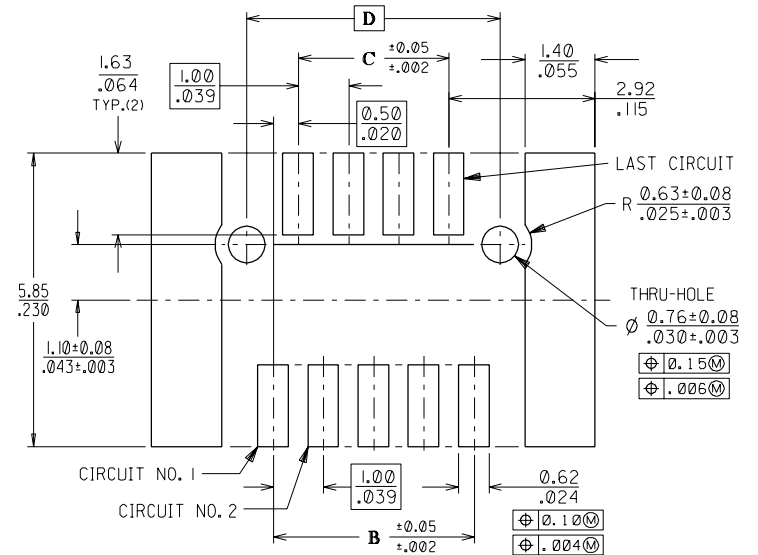 D
C ±0.05
±.002
1.63
.064
TYP.(2)
1.00
.039
1.40
.055
2.92
.115
0.50
.020
LAST CIRCUIT
R 0.63±0.08
.025±.003
5.85
.230
THRU-HOLE
Ø 0.76±0.08
.030±.003
⌖ 0.15Ⓜ
⌖ .006Ⓜ
1.10±0.08
.043±.003
CIRCUIT NO. 1
CIRCUIT NO. 2
1.00
.039
0.62
.024
B ±0.05
±.002
⌖ 0.10Ⓜ
⌖ .004Ⓜ